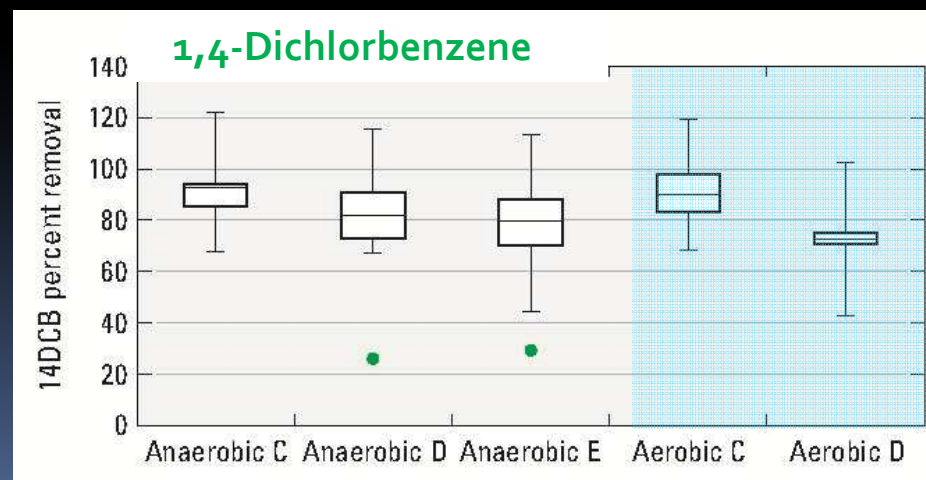 1,4-Dichlorbenzene
14DCB percent removal
140
120
100
80
60
40
20
0
Anaerobic C Anaerobic D Anaerobic E Aerobic C Aerobic D